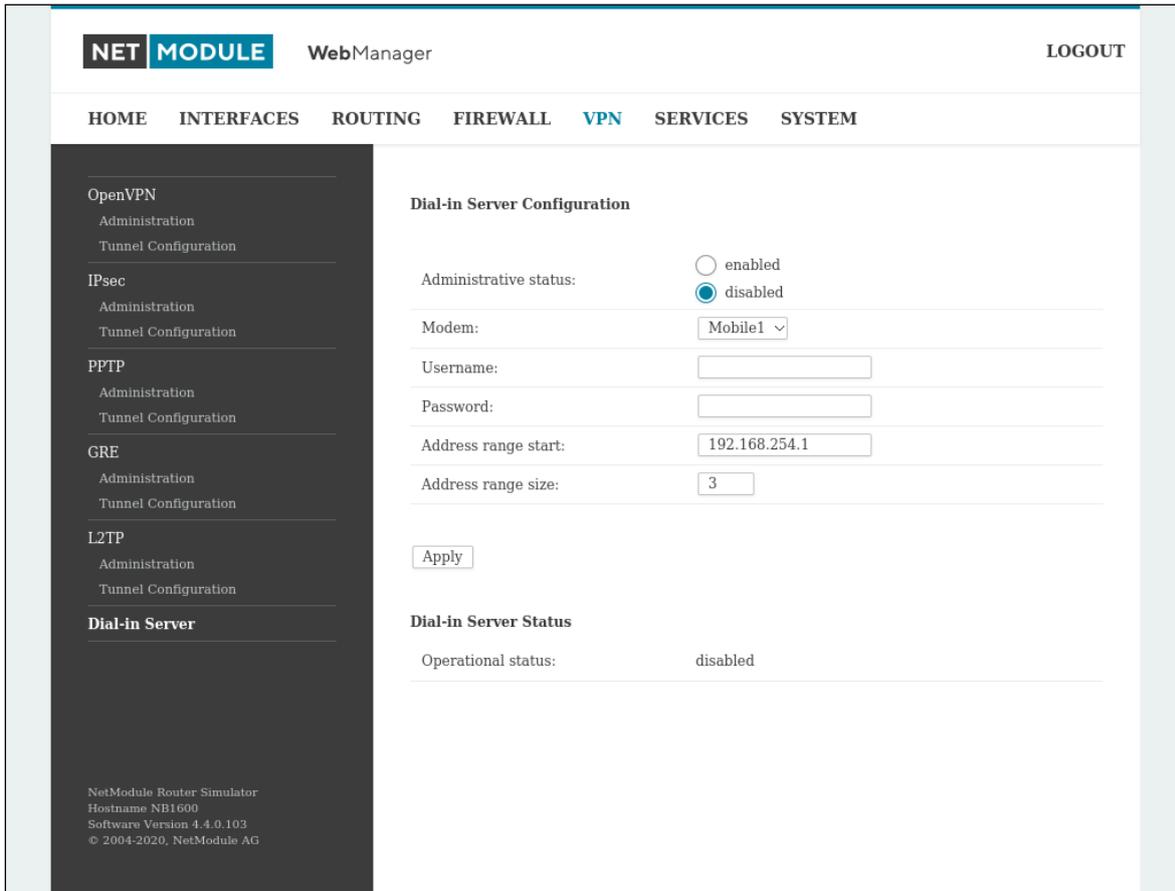 NET MODULE WebManager LOGOUT
HOME INTERFACES ROUTING FIREWALL VPN SERVICES SYSTEM
OpenVPN
Administration
Tunnel Configuration
IPsec
Administration
Tunnel Configuration
PPTP
Administration
Tunnel Configuration
GRE
Administration
Tunnel Configuration
L2TP
Administration
Tunnel Configuration
Dial-in Server
NetModule Router Simulator
Hostname NB1600
Software Version 4.4.0.103
© 2004-2020, NetModule AG
Dial-in Server Configuration
Administrative status:
enabled
disabled
Modem: Mobile1
Username:
Password:
Address range start: 192.168.254.1
Address range size: 3
Apply
Dial-in Server Status
Operational status: disabled